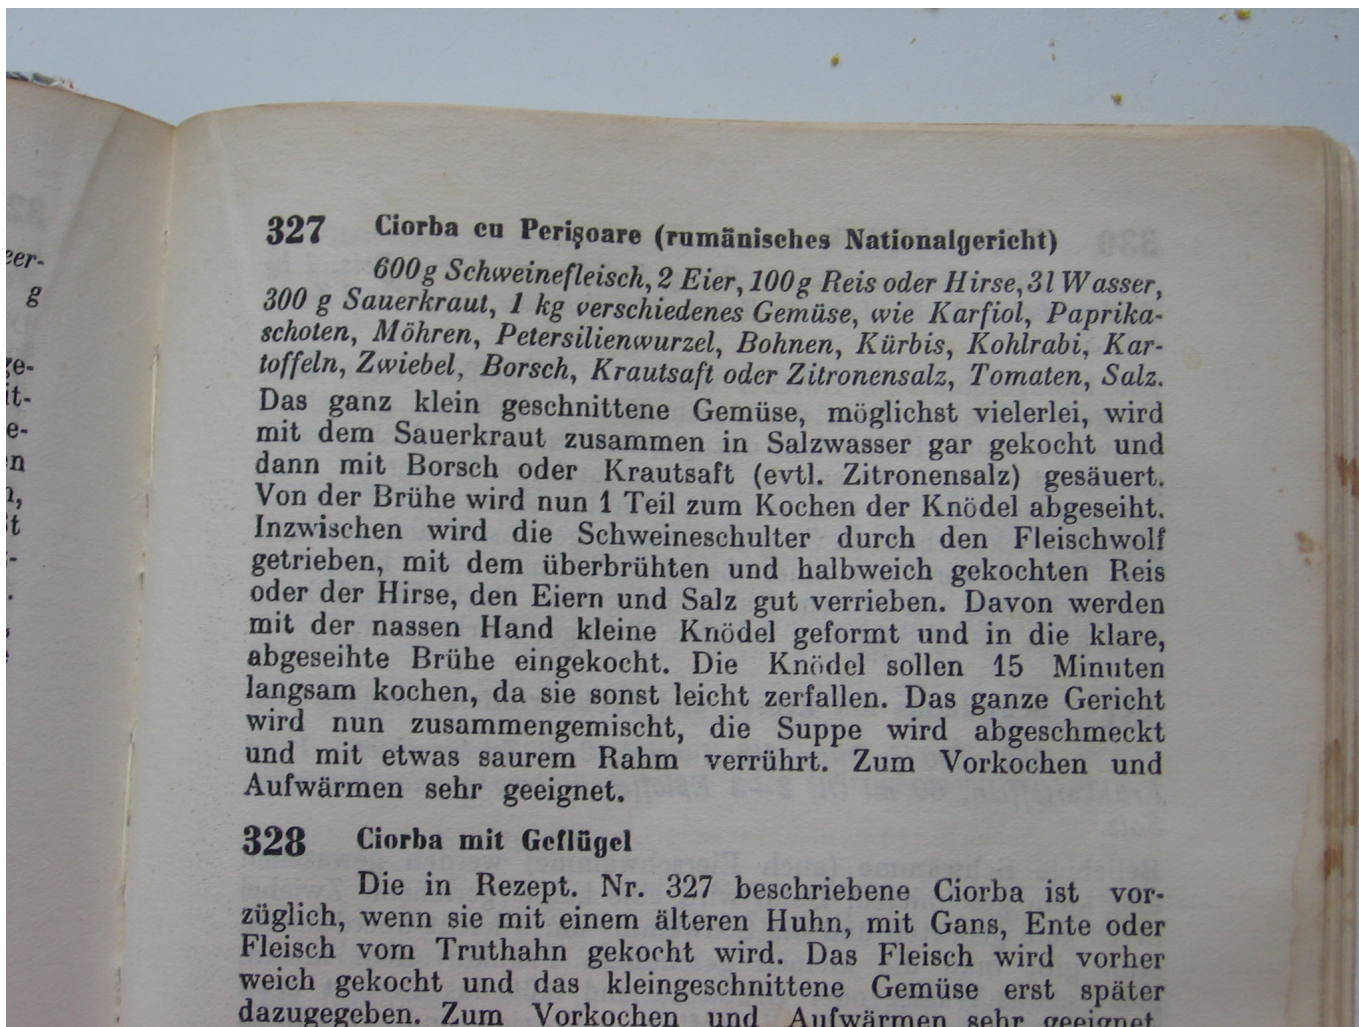 eer-
g
ge-
it-
e-
en
n,
st
327 Ciorba cu Perişoare (rumänisches Nationalgericht)
600 g Schweinefleisch, 2 Eier, 100 g Reis oder Hirse, 3 l Wasser,
300 g Sauerkraut, 1 kg verschiedenes Gemüse, wie Karfiol, Paprika-
schoten, Möhren, Petersilienwurzel, Bohnen, Kürbis, Kohlrabi, Kar-
toffeln, Zwiebel, Borsch, Krautsaft oder Zitronensalz, Tomaten, Salz.
Das ganz klein geschnittene Gemüse, möglichst vielerlei, wird
mit dem Sauerkraut zusammen in Salzwasser gar gekocht und
dann mit Borsch oder Krautsaft (evtl. Zitronensalz) gesäuert.
Von der Brühe wird nun 1 Teil zum Kochen der Knödel abgeseiht.
Inzwischen wird die Schweineschulter durch den Fleischwolf
getrieben, mit dem überbrühten und halbweich gekochten Reis
oder der Hirse, den Eiern und Salz gut verrieben. Davon werden
mit der nassen Hand kleine Knödel geformt und in die klare,
abgeseihte Brühe eingekocht. Die Knödel sollen 15 Minuten
langsam kochen, da sie sonst leicht zerfallen. Das ganze Gericht
wird nun zusammengemischt, die Suppe wird abgeschmeckt
und mit etwas saurem Rahm verrührt. Zum Vorkochen und
Aufwärmen sehr geeignet.
328 Ciorba mit Geflügel
Die in Rezept. Nr. 327 beschriebene Ciorba ist vor-
züglich, wenn sie mit einem älteren Huhn, mit Gans, Ente oder
Fleisch vom Truthahn gekocht wird. Das Fleisch wird vorher
weich gekocht und das kleingeschnittene Gemüse erst später
dazugegeben. Zum Vorkochen und Aufwärmen sehr geeignet.